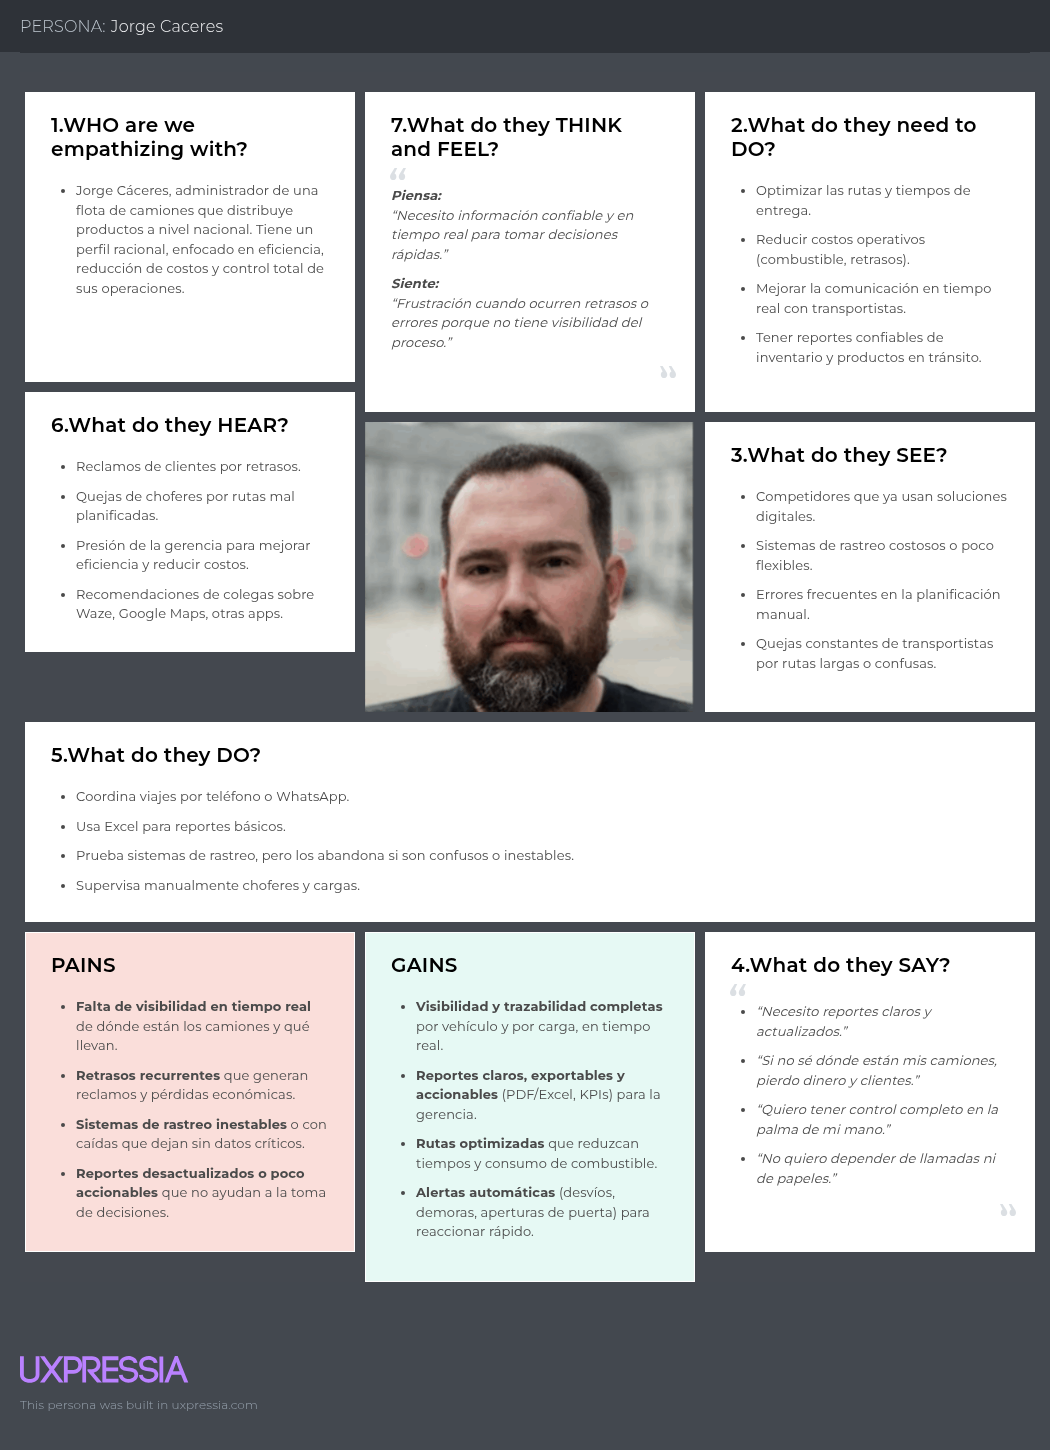 PERSONA: Jorge Caceres
1.WHO are we
empathizing with?
Jorge Cáceres, administrador de una
flota de camiones que distribuye
productos a nivel nacional. Tiene un
perfil racional, enfocado en eficiencia,
reducción de costos y control total de
sus operaciones.
7.What do they THINK
and FEEL?
“
Piensa:
“Necesito información confiable y en
tiempo real para tomar decisiones
rápidas.”
Siente:
“Frustración cuando ocurren retrasos o
errores porque no tiene visibilidad del
proceso.”
”
2.What do they need to
DO?
Optimizar las rutas y tiempos de
entrega.
Reducir costos operativos
(combustible, retrasos).
Mejorar la comunicación en tiempo
real con transportistas.
Tener reportes confiables de
inventario y productos en tránsito.
6.What do they HEAR?
Reclamos de clientes por retrasos.
Quejas de choferes por rutas mal
planificadas.
Presión de la gerencia para mejorar
eficiencia y reducir costos.
Recomendaciones de colegas sobre
Waze, Google Maps, otras apps.
3.What do they SEE?
Competidores que ya usan soluciones
digitales.
Sistemas de rastreo costosos o poco
flexibles.
Errores frecuentes en la planificación
manual.
Quejas constantes de transportistas
por rutas largas o confusas.
5.What do they DO?
Coordina viajes por teléfono o WhatsApp.
Usa Excel para reportes básicos.
Prueba sistemas de rastreo, pero los abandona si son confusos o inestables.
Supervisa manualmente choferes y cargas.
PAINS
Falta de visibilidad en tiempo real
de dónde están los camiones y qué
llevan.
Retrasos recurrentes que generan
reclamos y pérdidas económicas.
Sistemas de rastreo inestables o con
caídas que dejan sin datos críticos.
Reportes desactualizados o poco
accionables que no ayudan a la toma
de decisiones.
GAINS
Visibilidad y trazabilidad completas
por vehículo y por carga, en tiempo
real.
Reportes claros, exportables y
accionables (PDF/Excel, KPIs) para la
gerencia.
Rutas optimizadas que reduzcan
tiempos y consumo de combustible.
Alertas automáticas (desvíos,
demoras, aperturas de puerta) para
reaccionar rápido.
4.What do they SAY?
“
“Necesito reportes claros y
actualizados.”
“Si no sé dónde están mis camiones,
pierdo dinero y clientes.”
“Quiero tener control completo en la
palma de mi mano.”
“No quiero depender de llamadas ni
de papeles.”
”
UXPRESSIA
This persona was built in uxpressia.com